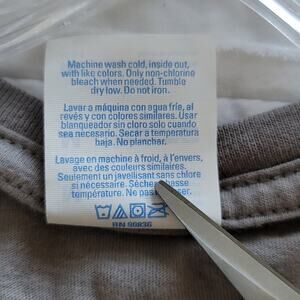 Machine wash cold, inside out,
with like colors. Only non-chlorine
bleach when needed. Tumble
dry low. Do not iron.
Lavar a máquina con agua fría, al
revés y con colores similares. Usar
blanqueador sin cloro solo cuando
sea necesario. Secar a temperatura
baja. No planchar.
Lavage en machine à froid, à l'envers,
avec des couleurs similaires.
Seulement un javellisant sans chlore
si nécessaire. basse
température. Ne
RN 90836